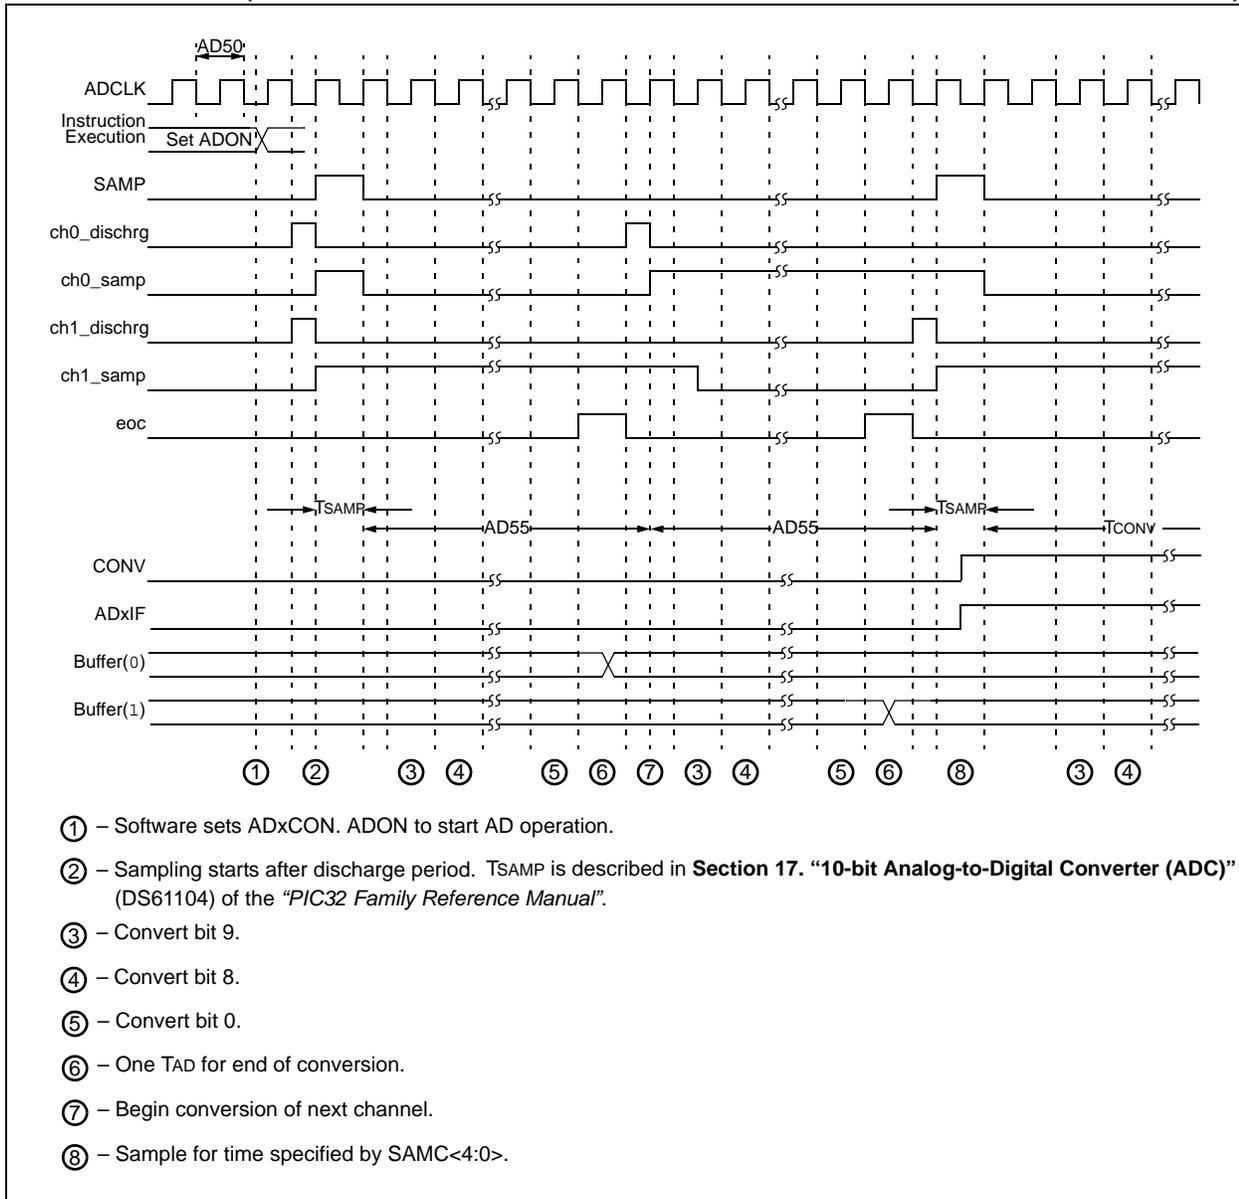 AD50
ADCLK
Instruction
Execution
Set ADON
SAMP
ch0_dischrg
ch0_samp
ch1_dischrg
ch1_samp
eoc
TSAMP TSAMP
AD55 AD55 TCONV
CONV
ADxIF
Buffer(0)
Buffer(1)
1 2 3 4 5 6 7 3 4 5 6 8 3 4
1 – Software sets ADxCON. ADON to start AD operation.
2 – Sampling starts after discharge period. TSAMP is described in Section 17. “10-bit Analog-to-Digital Converter (ADC)”
(DS61104) of the “PIC32 Family Reference Manual”.
3 – Convert bit 9.
4 – Convert bit 8.
5 – Convert bit 0.
6 – One TAD for end of conversion.
7 – Begin conversion of next channel.
8 – Sample for time specified by SAMC<4:0>.